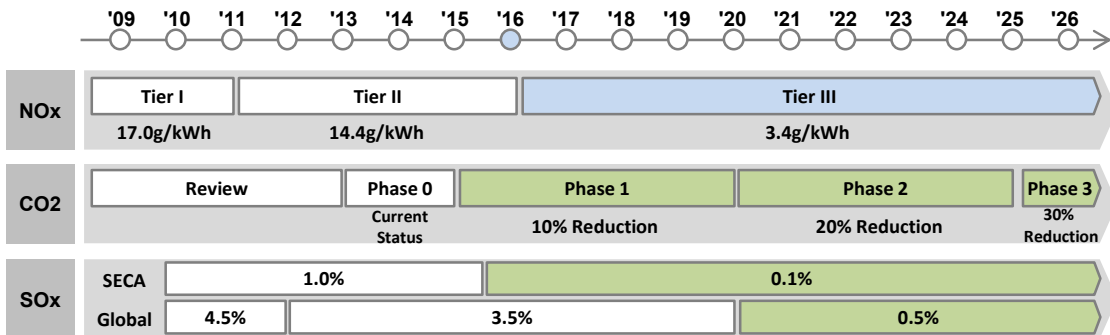 '09 '10 '11 '12 '13 '14 '15 '16 '17 '18 '19 '20 '21 '22 '23 '24 '25 '26
NOx
Tier I Tier II Tier III
17.0g/kWh 14.4g/kWh 3.4g/kWh
CO2
Review Phase 0 Phase 1 Phase 2 Phase 3
Current
Status
10% Reduction 20% Reduction
30%
Reduction
SOx
SECA 1.0% 0.1%
Global 4.5% 3.5% 0.5%